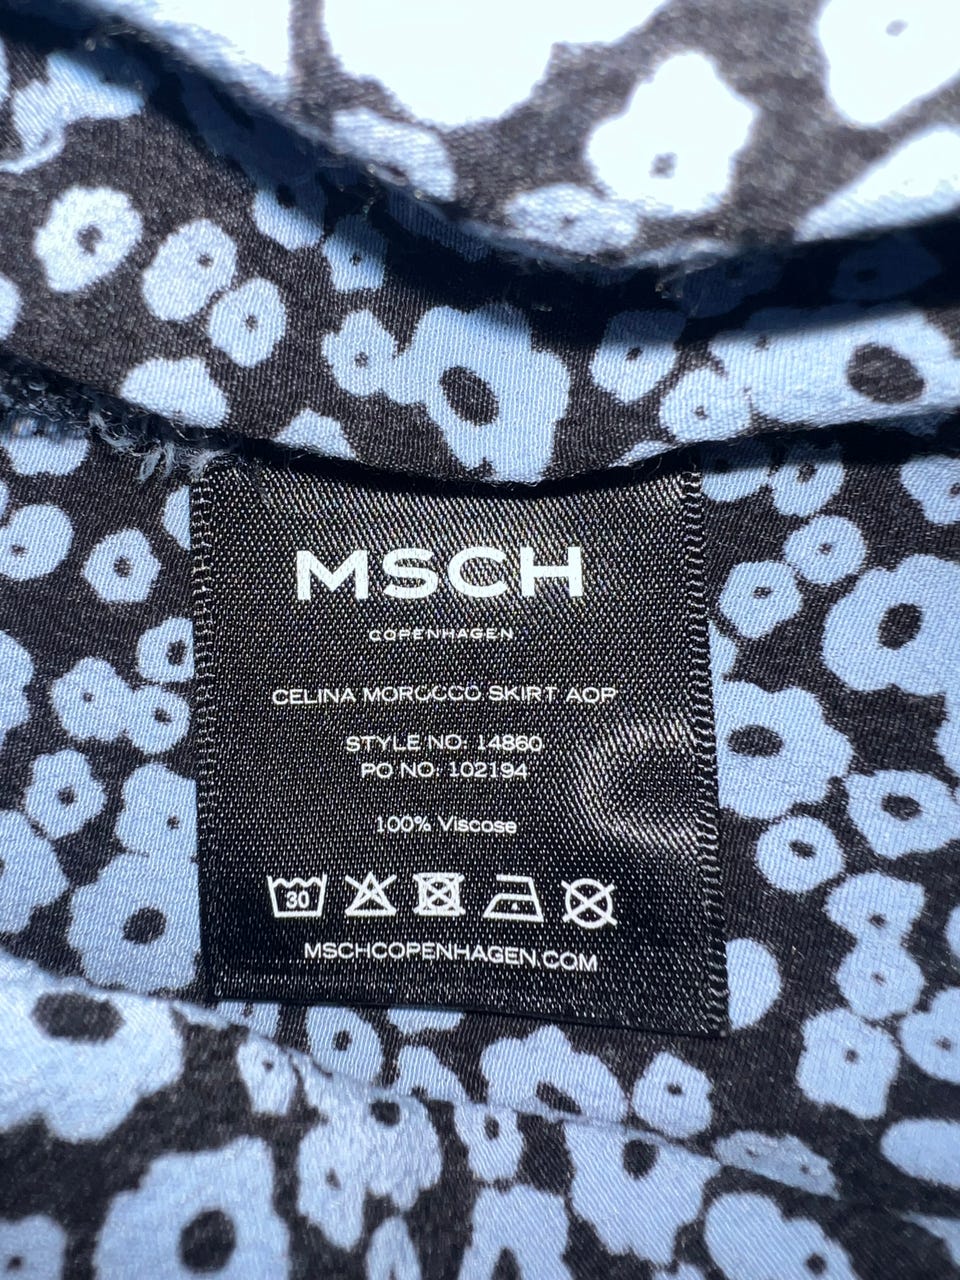 MSCH
COPENHAGEN
CELINA MOROCCO SKIRT AOP
STYLE NO: 14860
PO NO: 102194
100% Viscose
30
MSCHCOPENHAGEN.COM